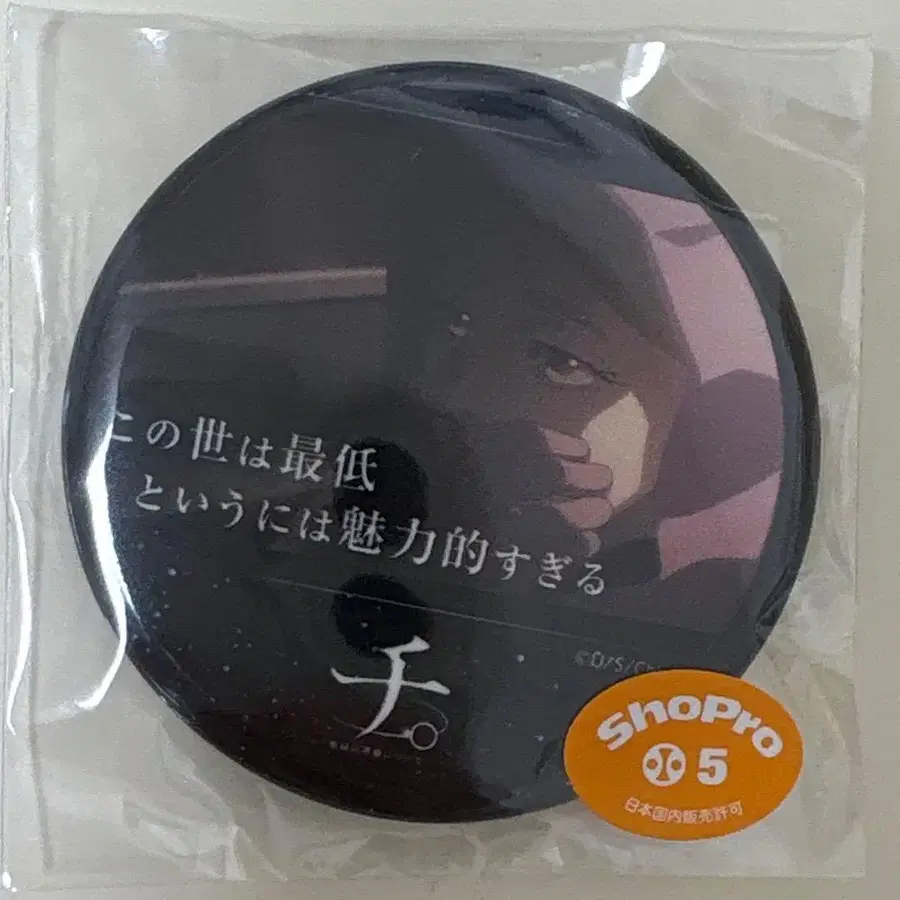 この世は最低
というには魅力的すぎる
チ。
ShoPro
5
日本国内販売許可